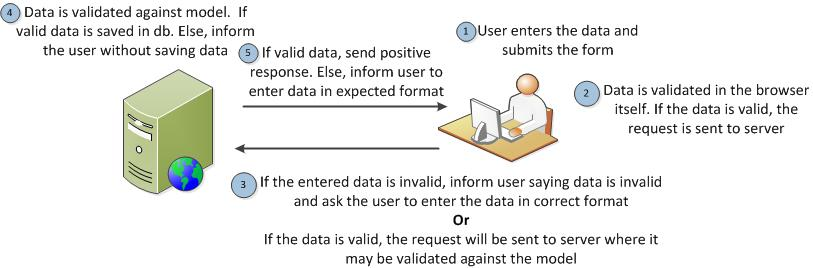 4 Data is validated against model. If
valid data is saved in db. Else, inform
the user without saving data
5 If valid data, send positive
response. Else, inform user to
enter data in expected format
1 User enters the data and
submits the form
2 Data is validated in the browser
itself. If the data is valid, the
request is sent to server
3 If the entered data is invalid, inform user saying data is invalid
and ask the user to enter the data in correct format
Or
If the data is valid, the request will be sent to server where it
may be validated against the model